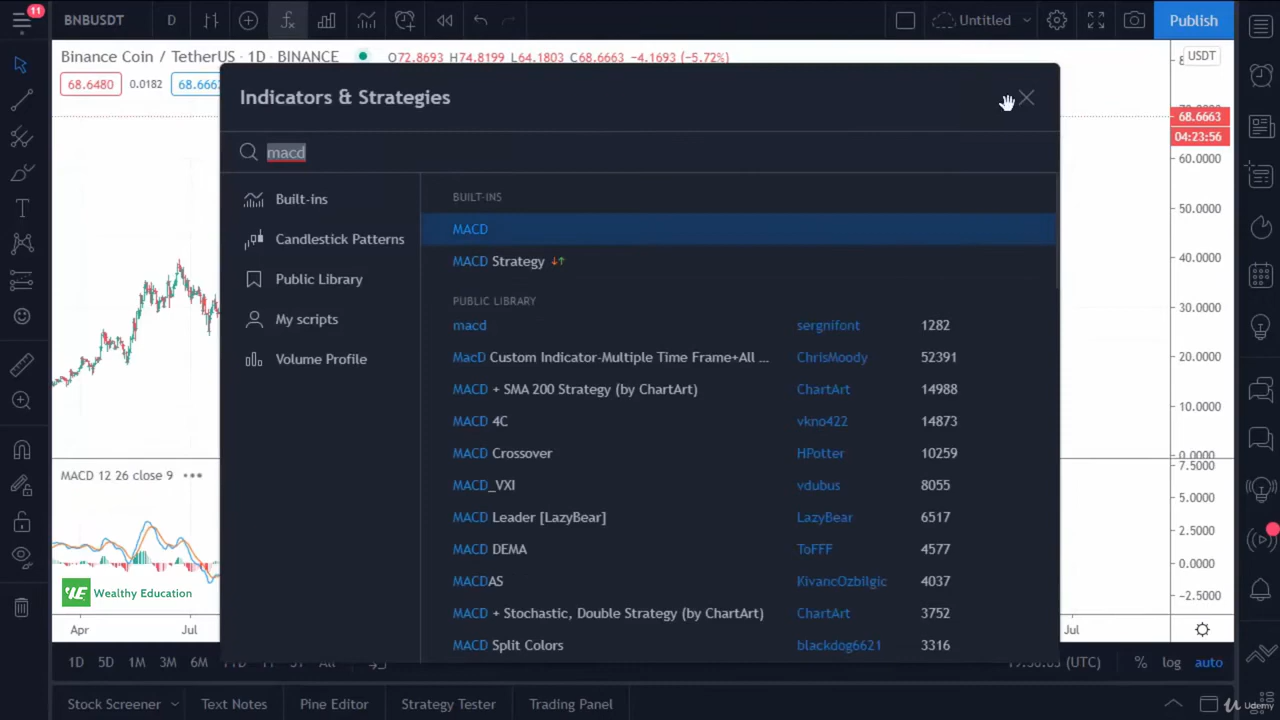 11
BNBUSDT D
Untitled
Publish
Binance Coin / TetherUS · 1D · BINANCE O72.8693 H74.8199 L64.1803 C68.6663 -4.1693 (-5.72%)
USDT
68.6480 0.0182
Indicators & Strategies
macd
68.6663
04:23:56
60.0000
50.0000
40.0000
30.0000
20.0000
10.0000
0.0000
7.5000
5.0000
2.5000
0.0000
-2.5000
Built-ins
Candlestick Patterns
Public Library
My scripts
Volume Profile
BUILT-INS
MACD
MACD Strategy
PUBLIC LIBRARY
macd sergnifont 1282
MacD Custom Indicator-Multiple Time Frame+All ... ChrisMoody 52391
MACD + SMA 200 Strategy (by ChartArt) ChartArt 14988
MACD 4C vkno422 14873
MACD Crossover HPotter 10259
MACD_VXI vdubus 8055
MACD Leader [LazyBear] LazyBear 6517
MACD DEMA ToFFF 4577
MACDAS KivancOzbilgic 4037
MACD + Stochastic, Double Strategy (by ChartArt) ChartArt 3752
MACD Split Colors blackdog6621 3316
MACD 12 26 close 9
WE Wealthy Education
Apr Jul Jul
1D 5D 1M 3M 6M
(UTC) % log auto
Stock Screener Text Notes Pine Editor Strategy Tester Trading Panel
Udemy